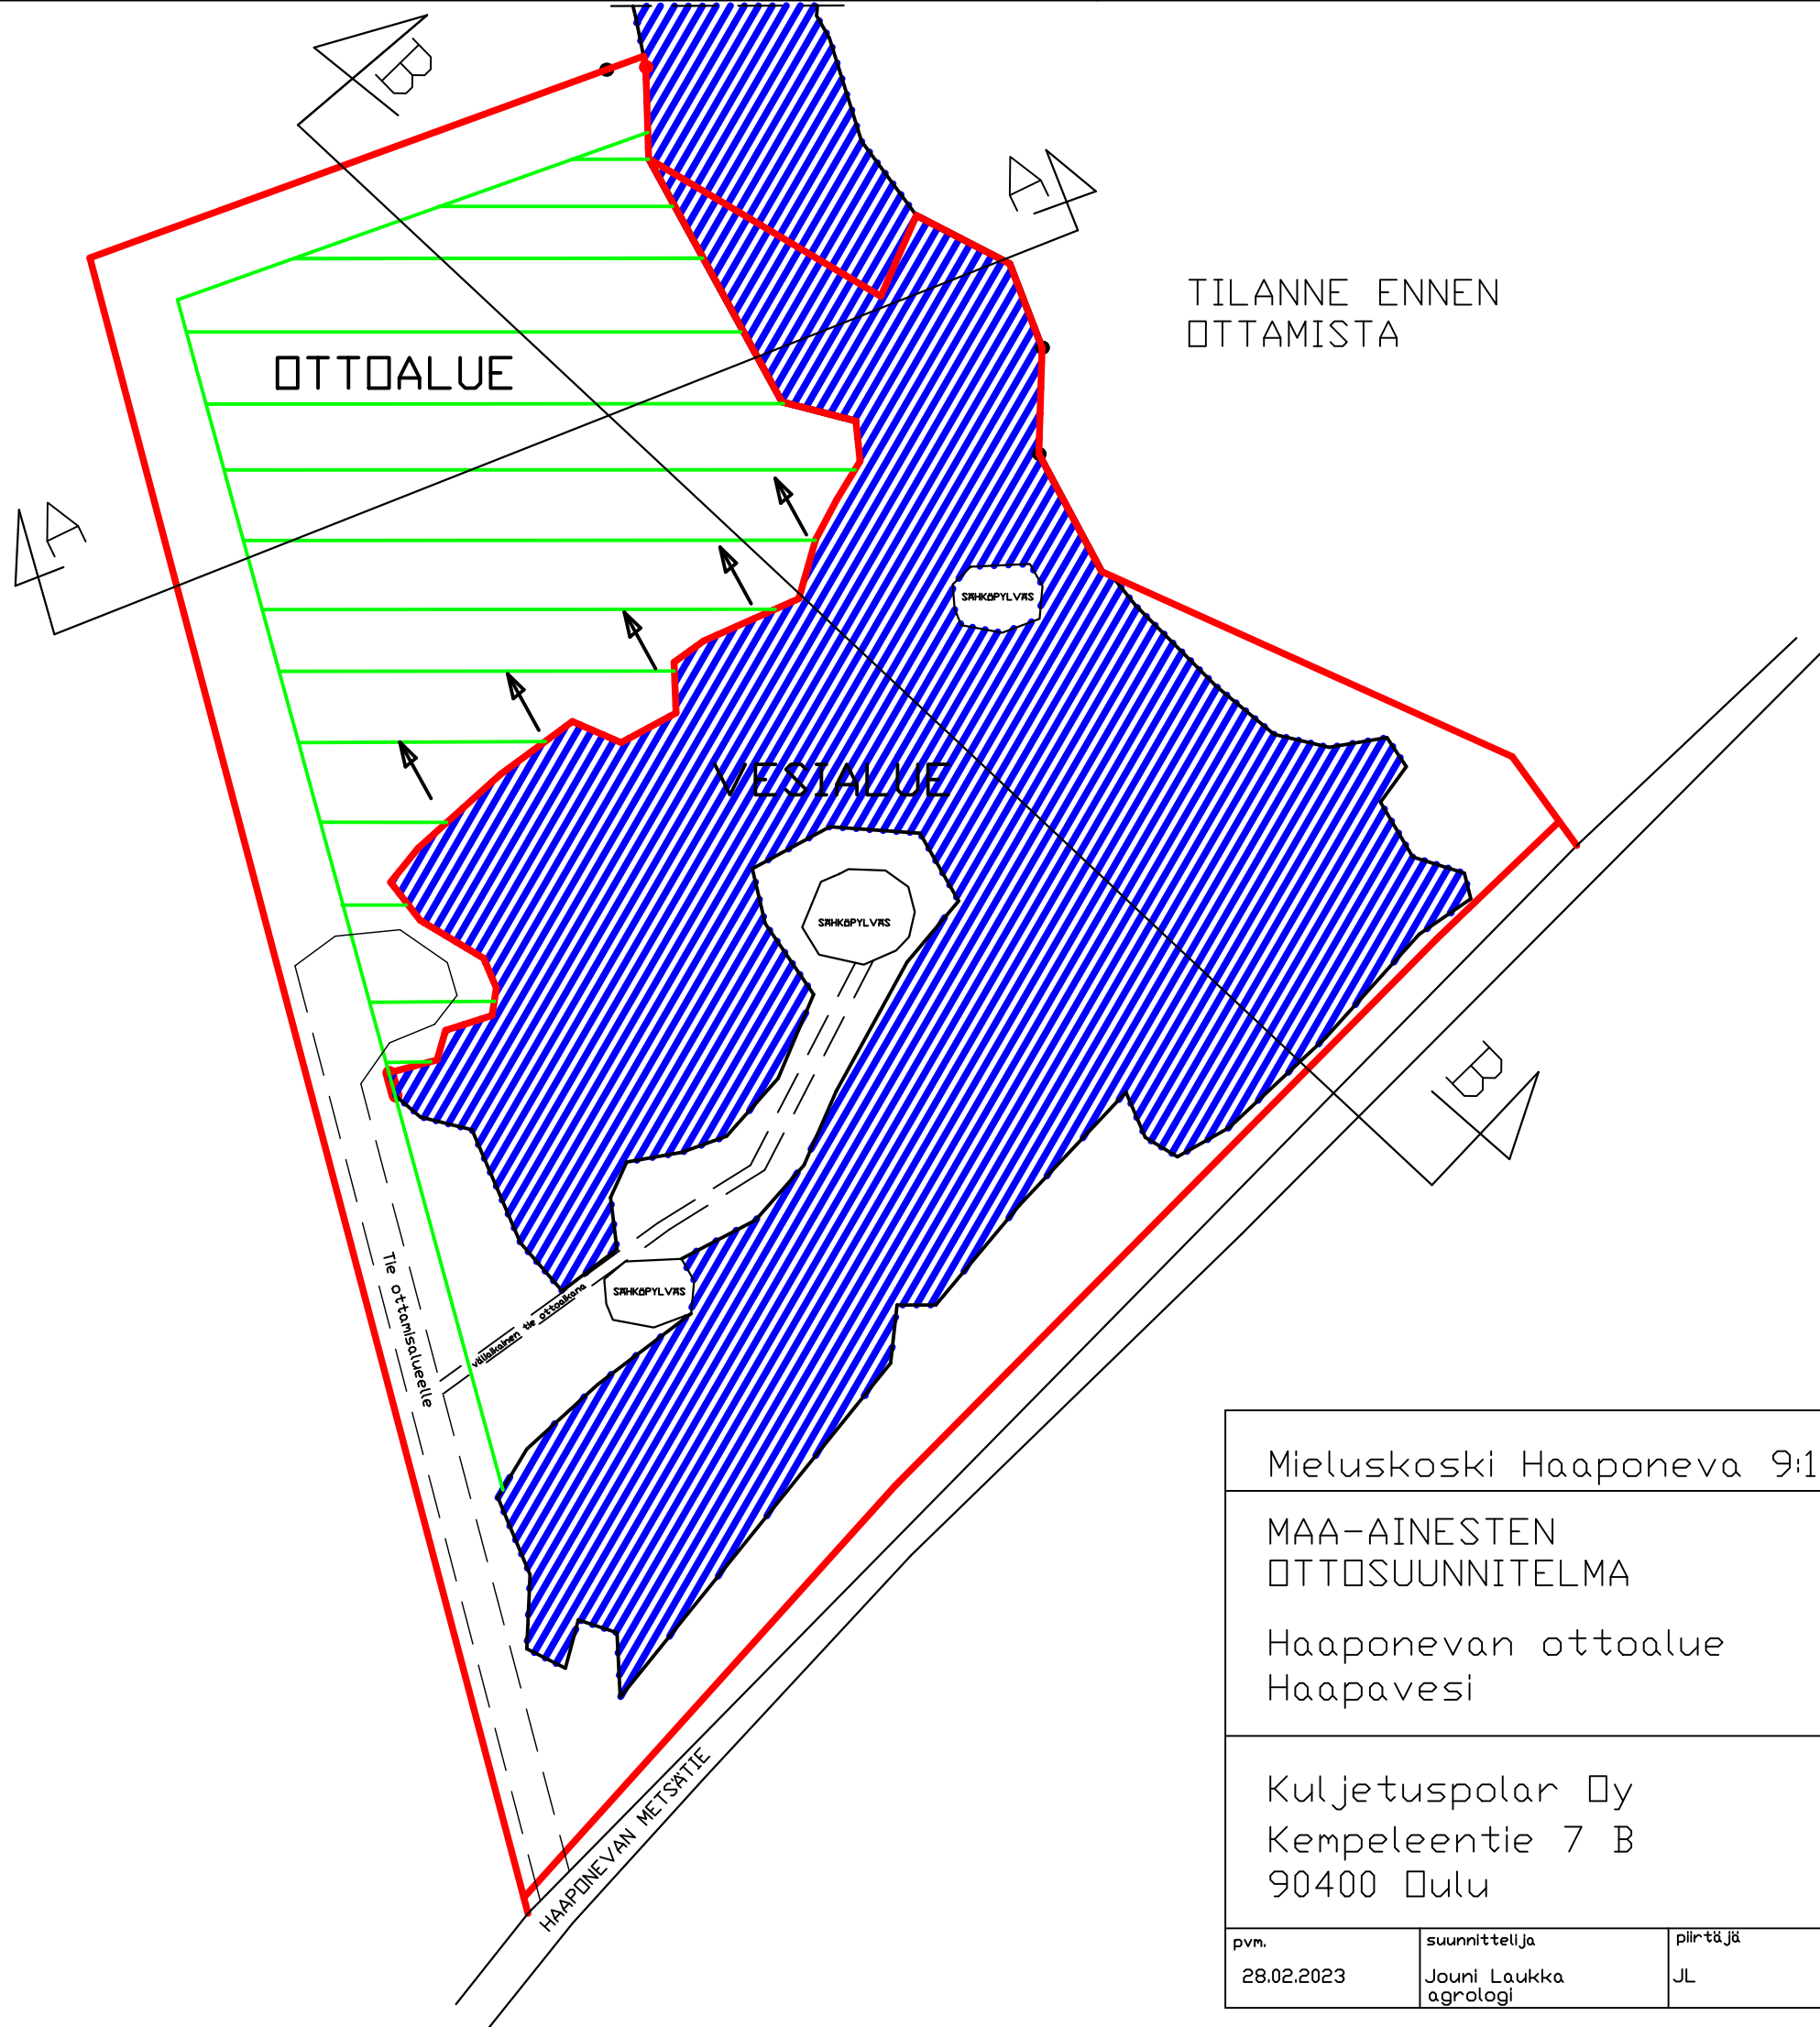 B
A
TILANNE ENNEN
OTTAMISTA
OTTOALUE
A
SÄHKÖPYLVÄS
VESIALUE
SÄHKÖPYLVÄS
B
Tie ottamisalueelle
väliaikainen tie ottoaikana
SÄHKÖPYLVÄS
HAAPONEVAN METSÄTIE
Mieluskoski Haaponeva 9:1
MAA-AINESTEN
OTTOSUUNNITELMA
Haaponevan ottoalue
Haapavesi
Kuljetuspolar Oy
Kempeleentie 7 B
90400 Oulu
pvm. suunnittelija piirtäjä
28.02.2023 Jouni Laukka JL
agrologi